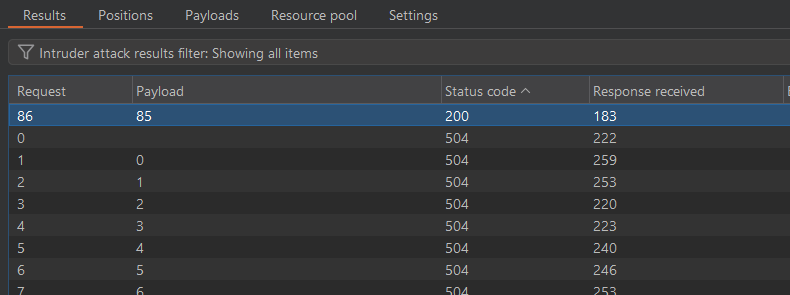 Results Positions Payloads Resource pool Settings
Intruder attack results filter: Showing all items
Request Payload Status code Response received
86 85 200 183
0 504 222
1 0 504 259
2 1 504 253
3 2 504 220
4 3 504 223
5 4 504 240
6 5 504 246
7 6 504 253